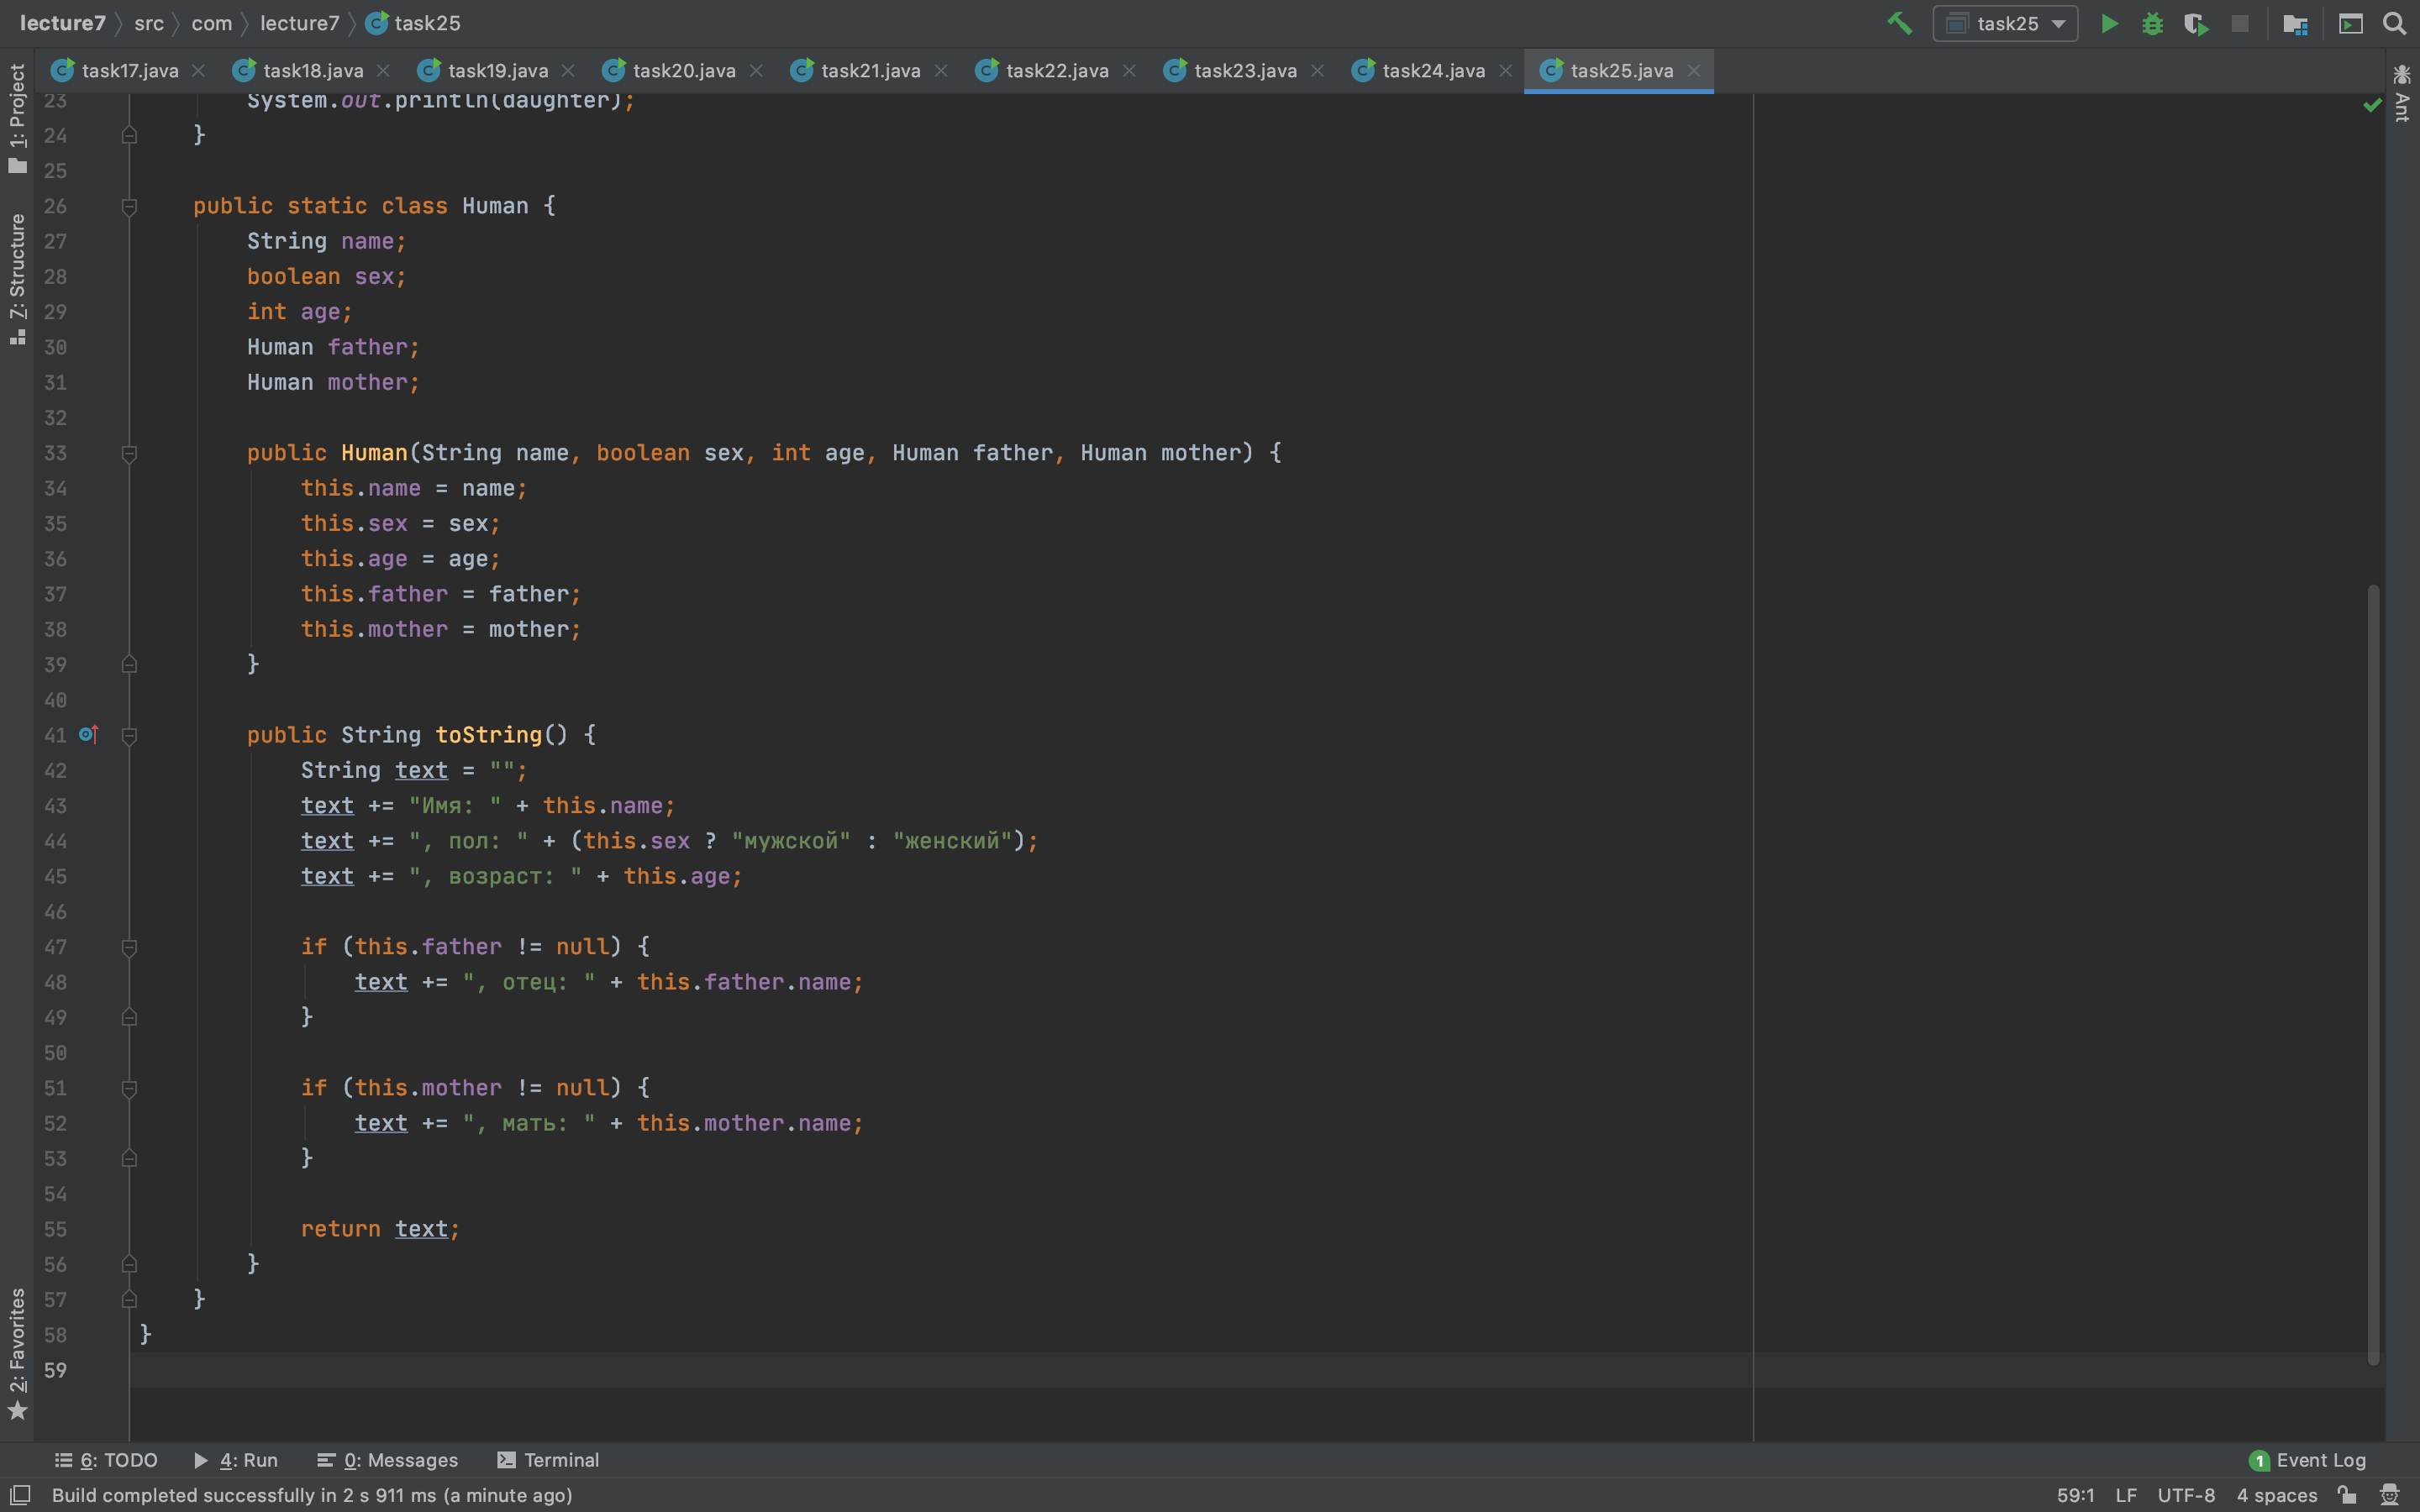 lecture7 src com lecture7 task25 task25
task17.java task18.java task19.java task20.java task21.java task22.java task23.java task24.java task25.java
1: Project
7: Structure
2: Favorites
Ant
23 System.out.println(daughter);
24 }
25
26 public static class Human {
27 String name;
28 boolean sex;
29 int age;
30 Human father;
31 Human mother;
32
33 public Human(String name, boolean sex, int age, Human father, Human mother) {
34 this.name = name;
35 this.sex = sex;
36 this.age = age;
37 this.father = father;
38 this.mother = mother;
39 }
40
41 public String toString() {
42 String text = "";
43 text += "Имя: " + this.name;
44 text += ", пол: " + (this.sex ? "мужской" : "женский");
45 text += ", возраст: " + this.age;
46
47 if (this.father != null) {
48 text += ", отец: " + this.father.name;
49 }
50
51 if (this.mother != null) {
52 text += ", мать: " + this.mother.name;
53 }
54
55 return text;
56 }
57 }
58 }
59
6: TODO 4: Run 0: Messages Terminal 1 Event Log
Build completed successfully in 2 s 911 ms (a minute ago) 59:1 LF UTF-8 4 spaces